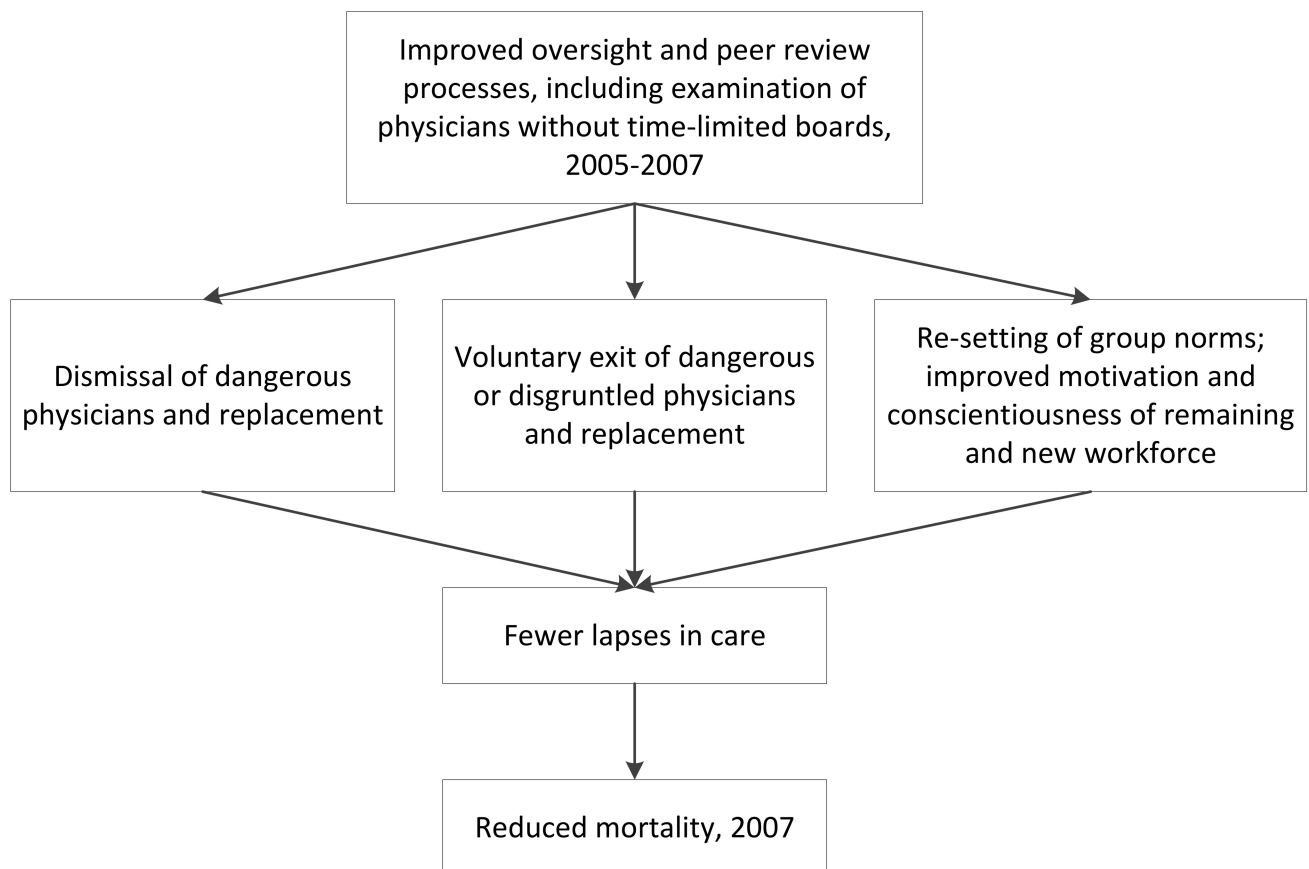 Improved oversight and peer review
processes, including examination of
physicians without time-limited boards,
2005-2007
Dismissal of dangerous
physicians and replacement
Voluntary exit of dangerous
or disgruntled physicians
and replacement
Re-setting of group norms;
improved motivation and
conscientiousness of remaining
and new workforce
Fewer lapses in care
Reduced mortality, 2007